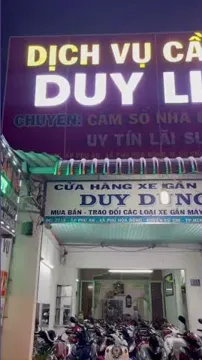 DỊCH VỤ CẦ
DUY LI
CHUYÊN: CẦM SỔ NHÀ
UY TÍN LÃI SU
CỬA HÀNG XE GẮN
DUY DŨNG
MUA BÁN - TRAO ĐỔI CÁC LOẠI XE GẮN MÁY